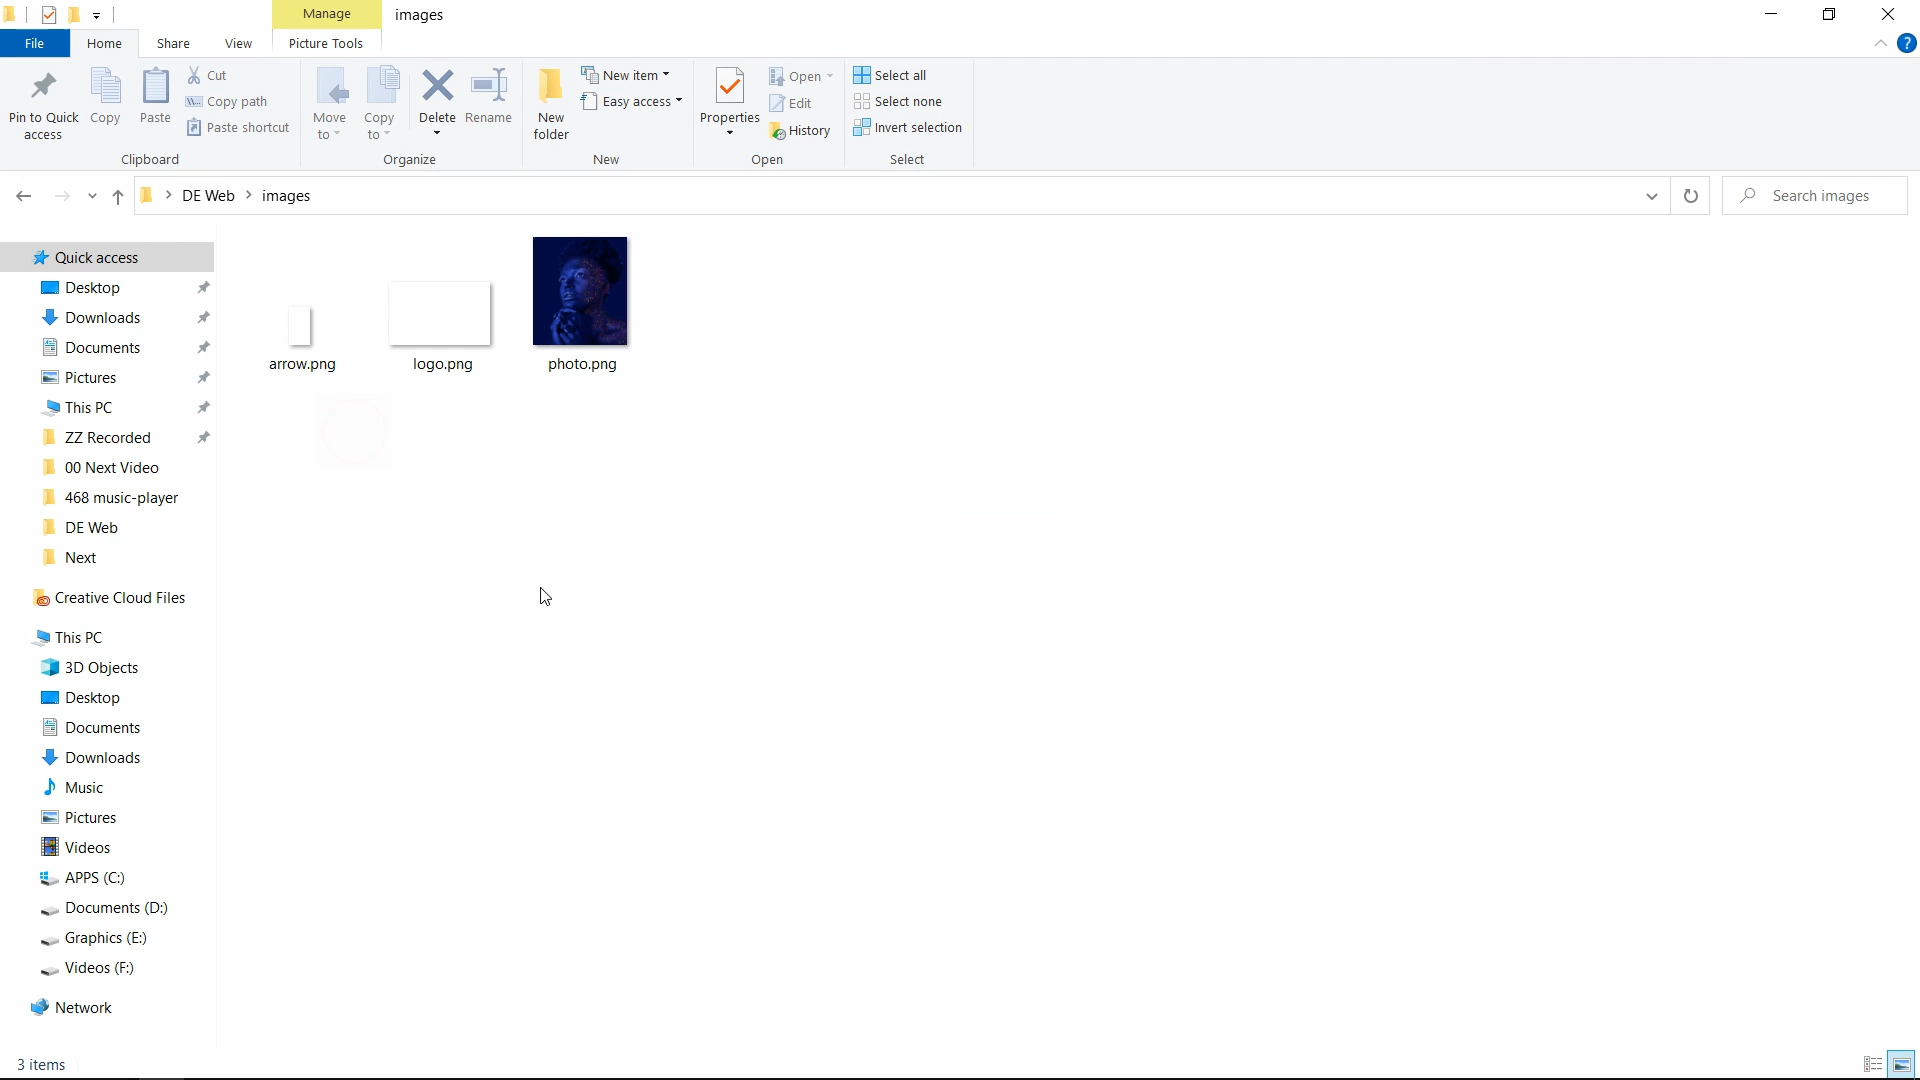 Manage
images
File
Home
Share
View
Picture Tools
Pin to Quick
access
Copy
Paste
Cut
Copy path
Paste shortcut
Clipboard
Move
to
Copy
to
Delete
Rename
Organize
New
folder
New item
Easy access
New
Properties
Open
Edit
History
Open
Select all
Select none
Invert selection
Select
DE Web
images
Search images
Quick access
Desktop
Downloads
Documents
Pictures
This PC
ZZ Recorded
00 Next Video
468 music-player
DE Web
Next
Creative Cloud Files
This PC
3D Objects
Desktop
Documents
Downloads
Music
Pictures
Videos
APPS (C:)
Documents (D:)
Graphics (E:)
Videos (F:)
Network
arrow.png
logo.png
photo.png
3 items